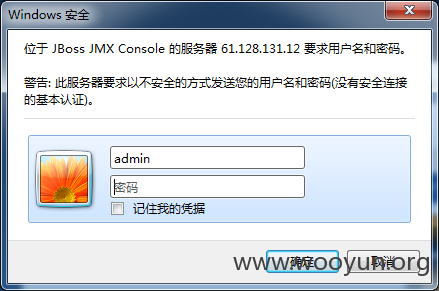 Windows 安全
位于 JBoss JMX Console 的服务器 61.128.131.12 要求用户名和密码。
警告: 此服务器要求以不安全的方式发送您的用户名和密码(没有安全连接
的基本认证)。
admin
密码
记住我的凭据
确定
取消
www.wooyun.org